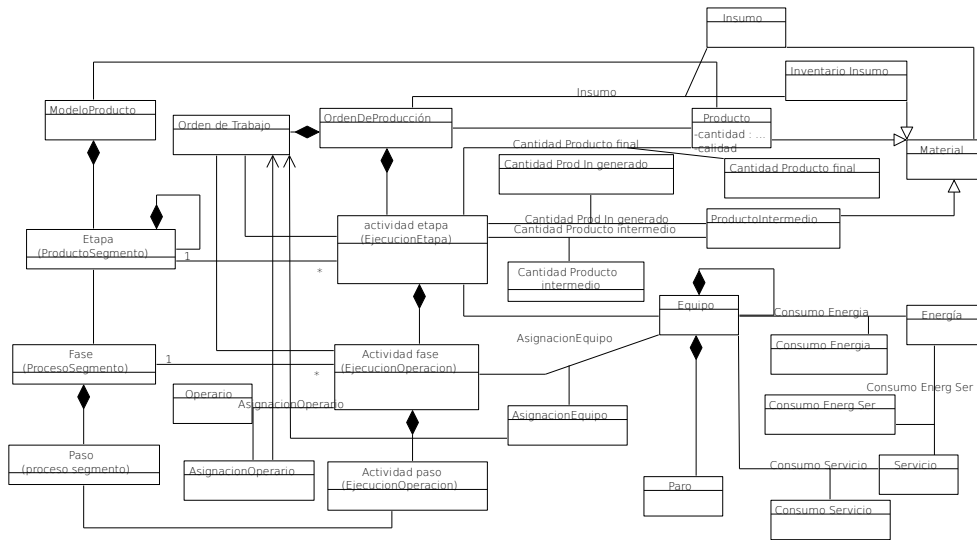 Insumo
Inventario Insumo
Insumo
ModeloProducto
Orden de Trabajo
OrdenDeProducción
Producto
-cantidad : ...
-calidad
Cantidad Producto final
Material
Cantidad Prod In generado
Cantidad Producto final
actividad etapa
(EjecucionEtapa)
Cantidad Prod In generado
Cantidad Producto intermedio
ProductoIntermedio
Etapa
(ProductoSegmento)
1
*
Cantidad Producto
intermedio
Equipo
Consumo Energia
Energía
AsignacionEquipo
Consumo Energia
Fase
(ProcesoSegmento)
1
*
Actividad fase
(EjecucionOperacion)
Operario
AsignacionOperario
Consumo Energ Ser
Consumo Energ Ser
AsignacionEquipo
Paso
(proceso segmento)
AsignacionOperario
Actividad paso
(EjecucionOperacion)
Consumo Servicio
Servicio
Paro
Consumo Servicio